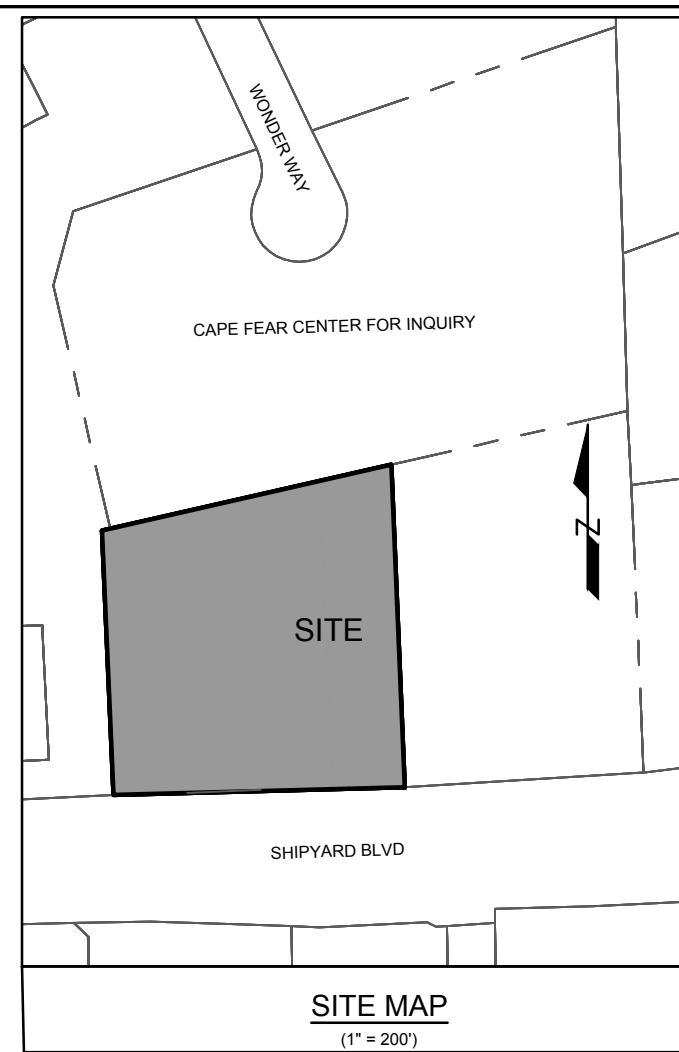 WONDER WAY
CAPE FEAR CENTER FOR INQUIRY
N
SITE
SHIPYARD BLVD
SITE MAP
(1" = 200')